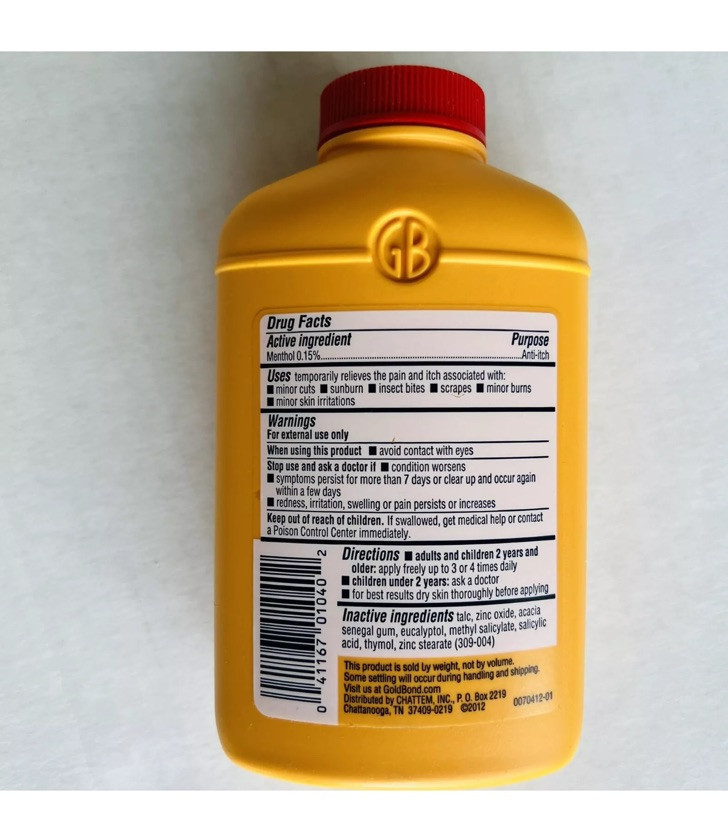 GB
Drug Facts
Active ingredient Purpose
Menthol 0.15%..........Anti-itch
Uses temporarily relieves the pain and itch associated with:
■ minor cuts ■ sunburn ■ insect bites ■ scrapes ■ minor burns
■ minor skin irritations
Warnings
For external use only
When using this product ■ avoid contact with eyes
Stop use and ask a doctor if ■ condition worsens
■ symptoms persist for more than 7 days or clear up and occur again
within a few days
■ redness, irritation, swelling or pain persists or increases
Keep out of reach of children. If swallowed, get medical help or contact
a Poison Control Center immediately.
Directions ■ adults and children 2 years and
older: apply freely up to 3 or 4 times daily
■ children under 2 years: ask a doctor
■ for best results dry skin thoroughly before applying
Inactive ingredients talc, zinc oxide, acacia
senegal gum, eucalyptol, methyl salicylate, salicylic
acid, thymol, zinc stearate (309-004)
This product is sold by weight, not by volume.
Some settling will occur during handling and shipping.
Visit us at GoldBond.com
Distributed by CHATTEM, INC., P. O. Box 2219
Chattanooga, TN 37409-0219 ©2012 0070412-01
0 41167 01040 2